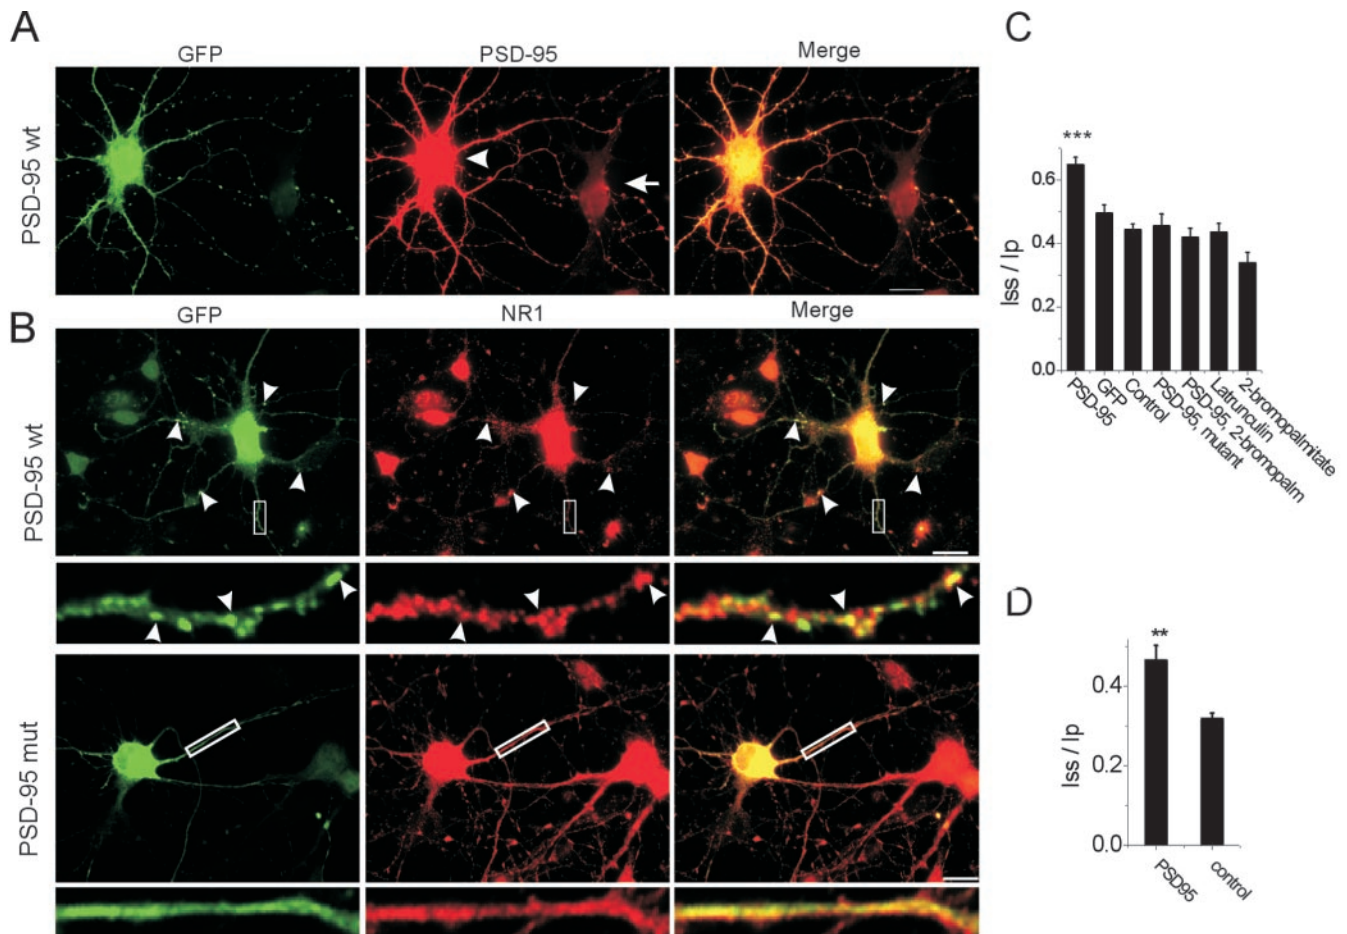 A
GFP
PSD-95
Merge
PSD-95 wt
B
GFP
NR1
Merge
PSD-95 wt
PSD-95 mut
C
***
Iss / Ip
0.6
0.4
0.2
0.0
PSD-95
GFP
Control
PSD-95, mutant
PSD-95, 2-bromopalm
Latrunculin
2-bromopalmitate
D
**
Iss / Ip
0.4
0.2
0.0
PSD95
control